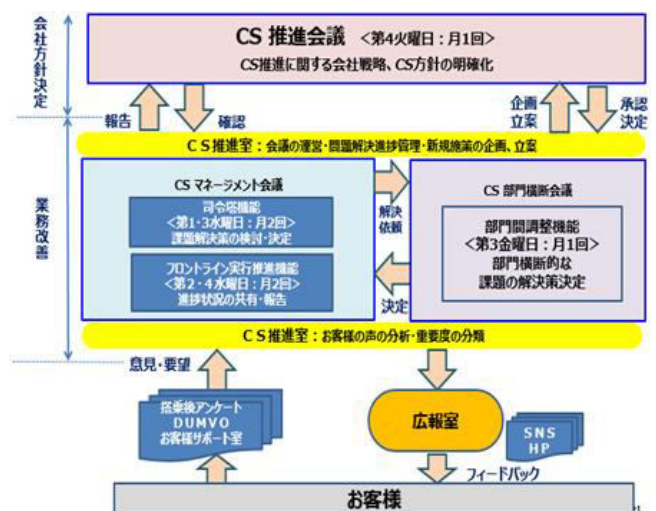 会社方針決定
CS 推進会議 <第4火曜日：月1回>
CS推進に関する会社戦略、CS方針の明確化
報告
確認
企画
立案
承認
決定
CS推進室：会議の運営・問題解決進捗管理・新規施策の企画、立案
業務改善
CS マネージメント会議
司令塔機能
<第1・3水曜日：月2回>
課題解決策の検討・決定
フロントライン実行推進機能
<第2・4水曜日：月2回>
進捗状況の共有・報告
解決
依頼
決定
CS 部門横断会議
部門間調整機能
<第3金曜日：月1回>
部門横断的な
課題の解決策決定
CS推進室：お客様の声の分析・重要度の分類
意見・要望
搭乗後アンケート
DUMVO
お客様サポート室
広報室
SNS
HP
フィードバック
お客様